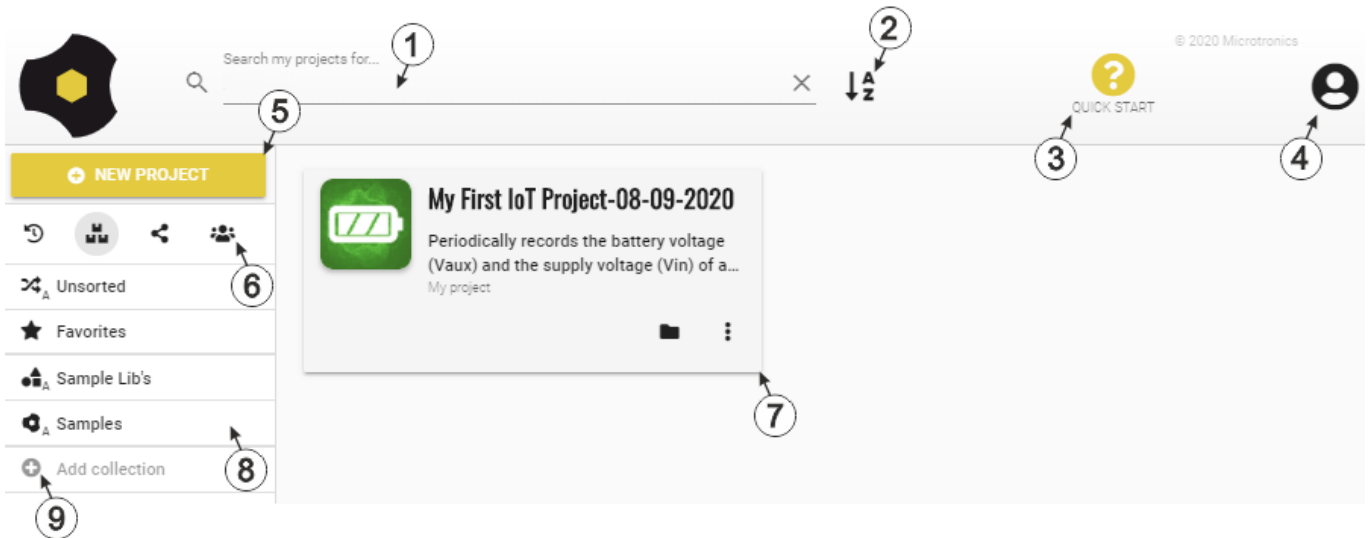 © 2020 Microtronics
1
2
Search my projects for...
A
Z
QUICK START
5
3
4
NEW PROJECT
My First IoT Project-08-09-2020
Periodically records the battery voltage
(Vaux) and the supply voltage (Vin) of a...
My project
6
A Unsorted
Favorites
A Sample Lib's
7
A Samples
8
Add collection
9